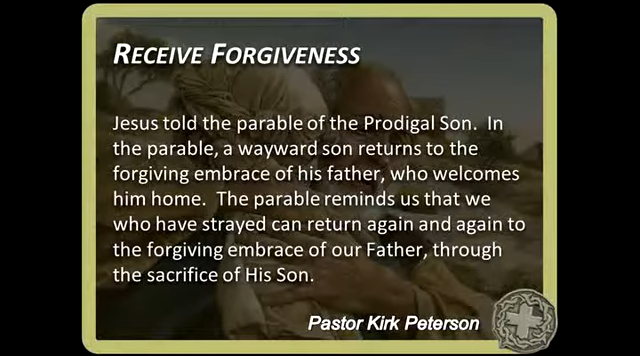 RECEIVE FORGIVENESS
Jesus told the parable of the Prodigal Son. In
the parable, a wayward son returns to the
forgiving embrace of his father, who welcomes
him home. The parable reminds us that we
who have strayed can return again and again to
the forgiving embrace of our Father, through
the sacrifice of His Son.
Pastor Kirk Peterson